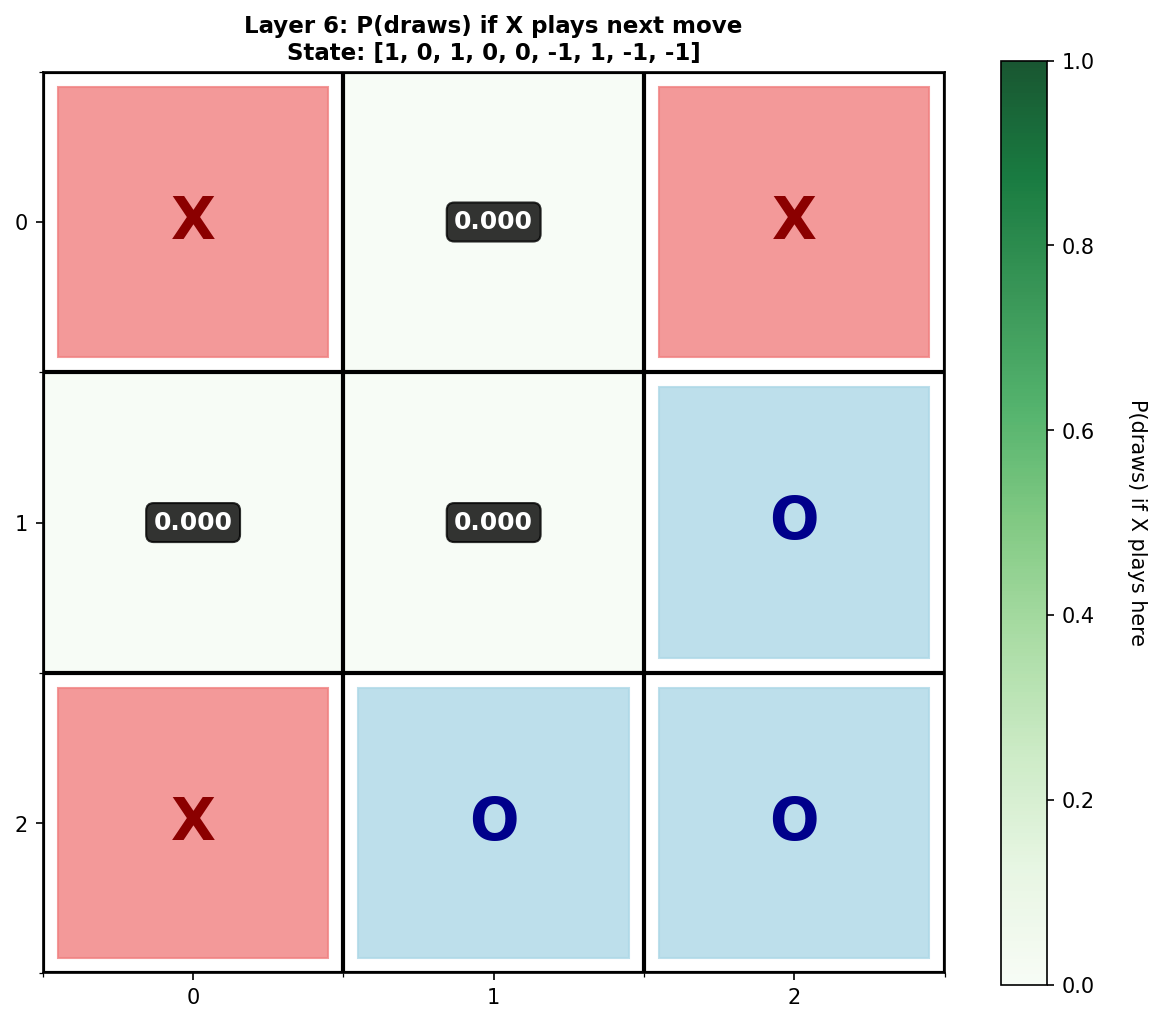 Layer 6: P(draws) if X plays next move
State: [1, 0, 1, 0, 0, -1, 1, -1, -1]
X 0.000 X
0.000 0.000 O
X O O
0
1
2
0 1 2
1.0
0.8
0.6
0.4
0.2
0.0
P(draws) if X plays here